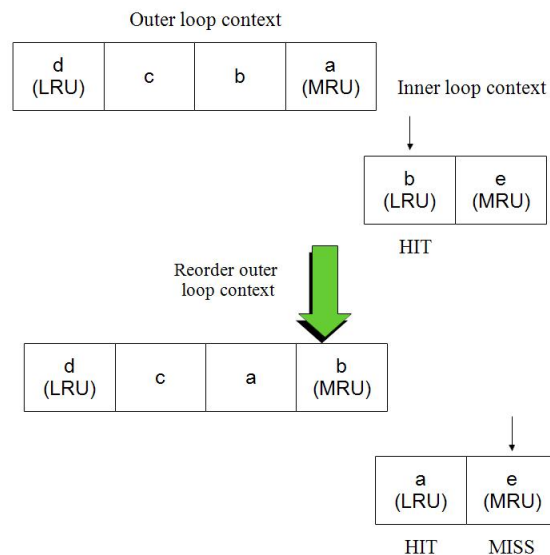 Outer loop context
d
(LRU)
c
b
a
(MRU)
Inner loop context
b
(LRU)
e
(MRU)
HIT
Reorder outer
loop context
d
(LRU)
c
a
b
(MRU)
a
(LRU)
e
(MRU)
HIT
MISS